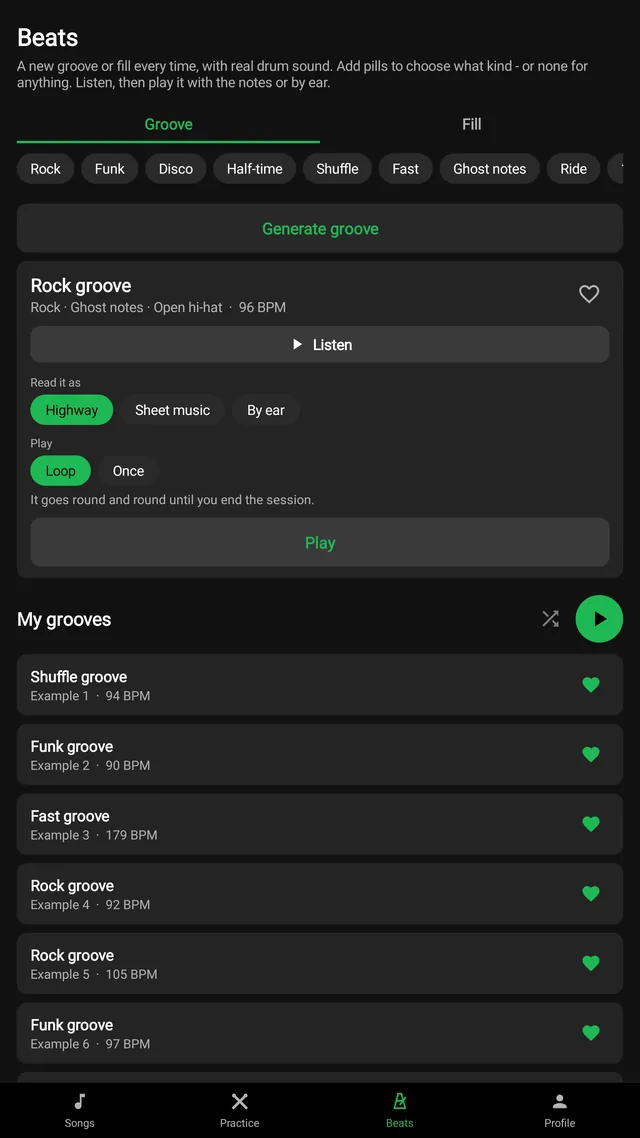 Beats
A new groove or fill every time, with real drum sound. Add pills to choose what kind - or none for
anything. Listen, then play it with the notes or by ear.
Groove
Fill
Rock
Funk
Disco
Half-time
Shuffle
Fast
Ghost notes
Ride
Generate groove
Rock groove
Rock · Ghost notes · Open hi-hat · 96 BPM
Listen
Read it as
Highway
Sheet music
By ear
Play
Loop
Once
It goes round and round until you end the session.
Play
My grooves
Shuffle groove
Example 1 · 94 BPM
Funk groove
Example 2 · 90 BPM
Fast groove
Example 3 · 179 BPM
Rock groove
Example 4 · 92 BPM
Rock groove
Example 5 · 105 BPM
Funk groove
Example 6 · 97 BPM
Songs
Practice
Beats
Profile